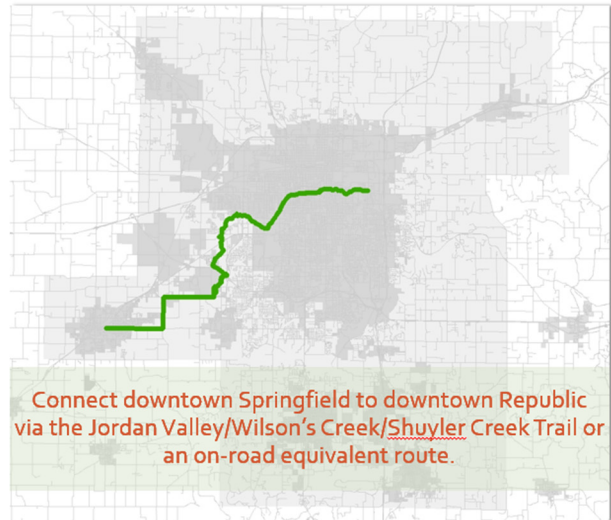 Connect downtown Springfield to downtown Republic
via the Jordan Valley/Wilson's Creek/Shuyler Creek Trail or
an on-road equivalent route.